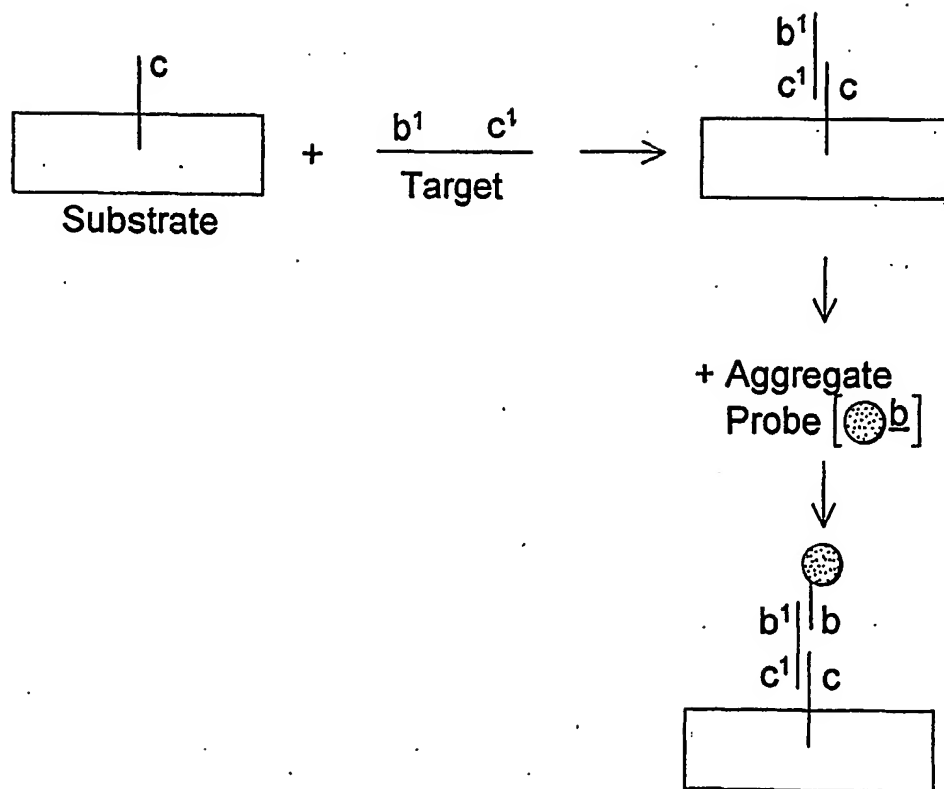 c
Substrate
+
b¹ c¹
Target
b¹
c¹ c
+ Aggregate
Probe [ b ]
b¹ b
c¹ c